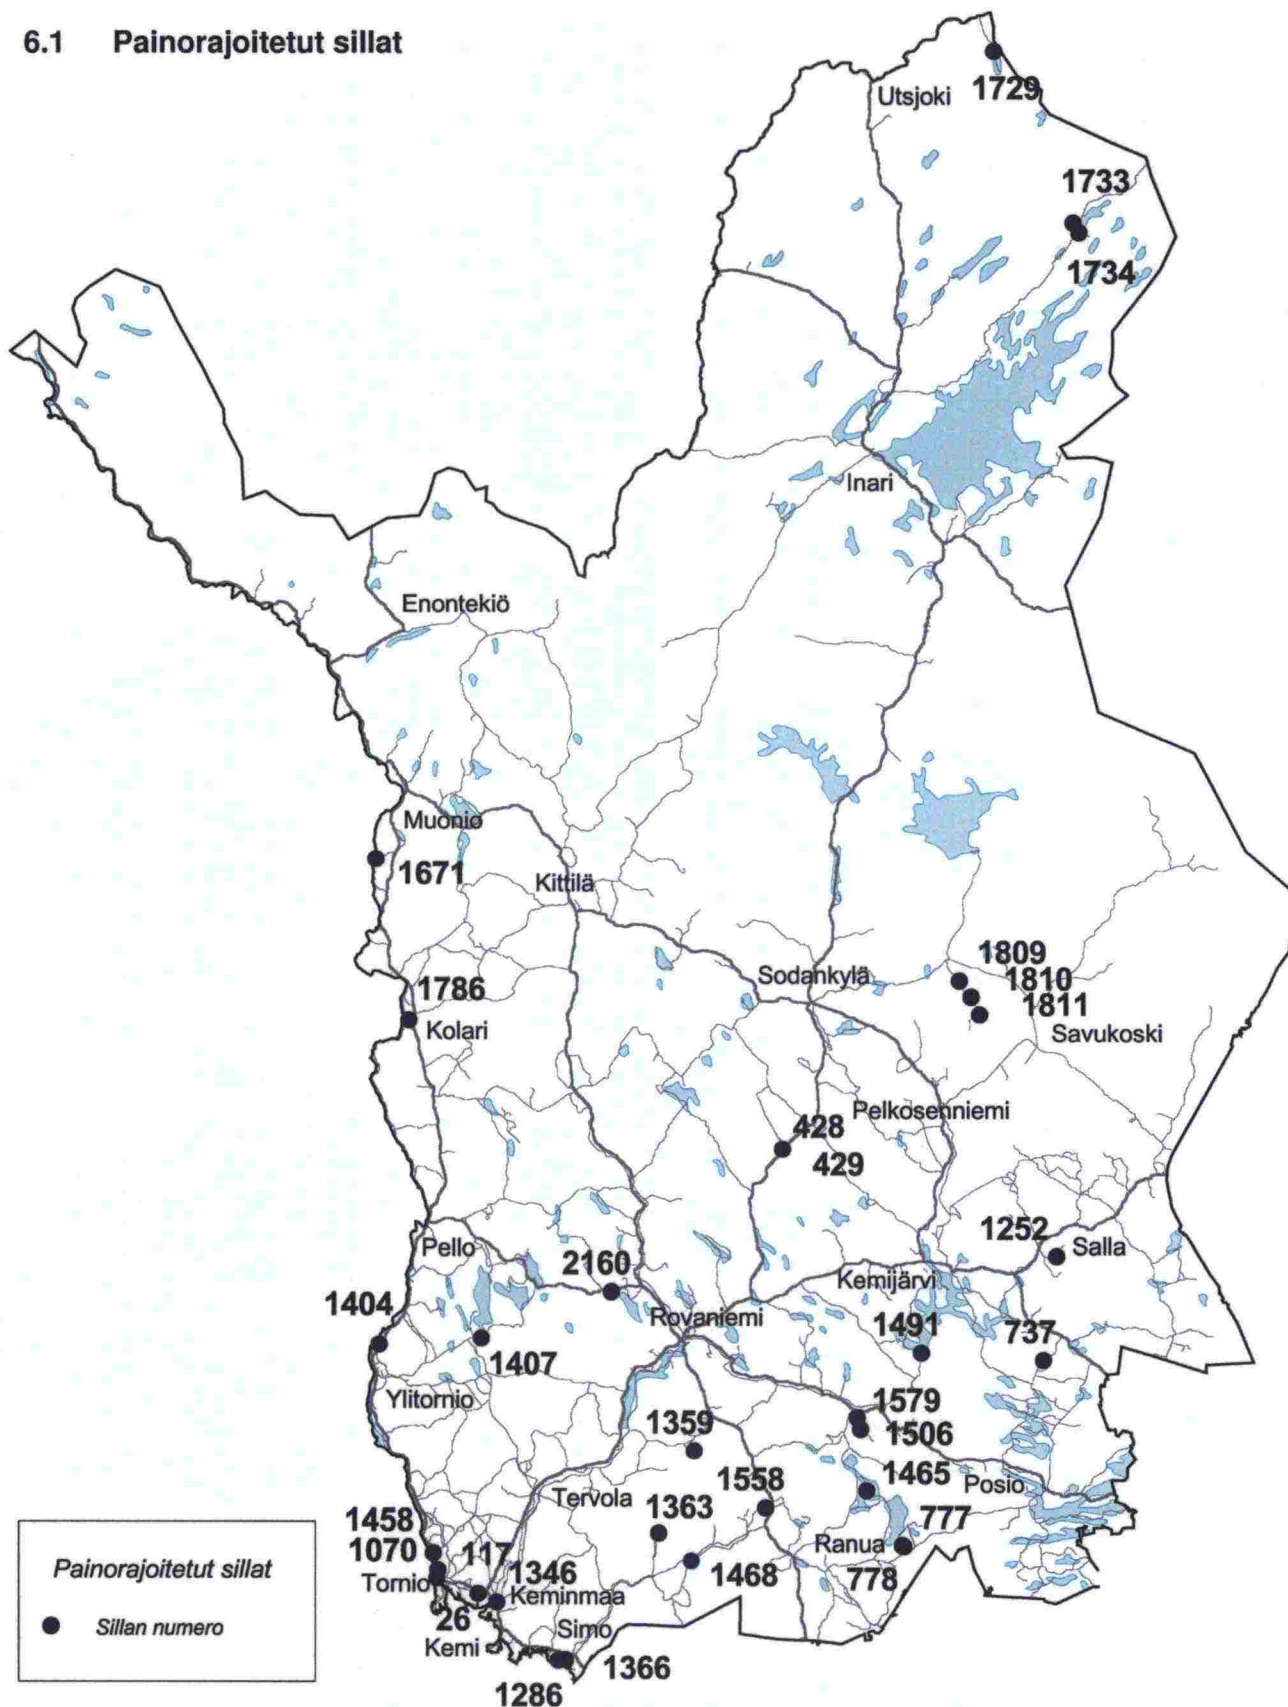 6.1 Painorajoitetut sillat
1729
Utsjoki
1733
1734
Inari
Enontekiö
Muonio
1671
Kittilä
1809
1810
1811
Sodankylä
1786
Kolari
Savukoski
Pelkosenniemi
428
429
1252
Salla
Pello
2160
Kemijärvi
1404
Rovaniemi
1491
737
1407
Ylitornio
1579
1506
1359
1465
Posio
1558
Tervola
1363
777
1458
1070
117
1346
Ranua
Tornio
Keminmaa
1468
778
26
Simo
Kemi
1366
1286
Painorajoitetut sillat
Sillan numero